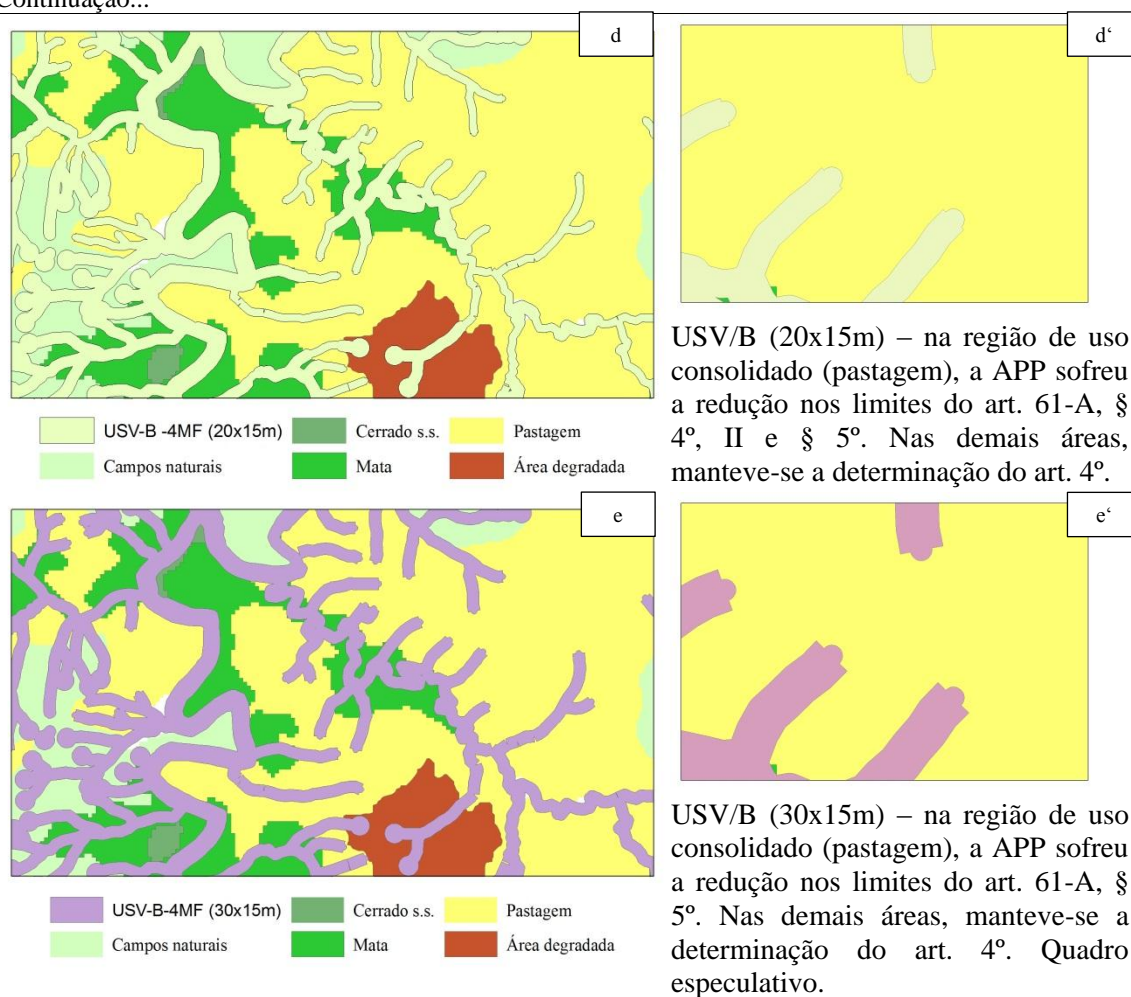 Continuação...
d
d‘
USV/B (20x15m) – na região de uso
consolidado (pastagem), a APP sofreu
a redução nos limites do art. 61-A, §
4º, II e § 5º. Nas demais áreas,
manteve-se a determinação do art. 4º.
USV-B -4MF (20x15m) Cerrado s.s. Pastagem
Campos naturais Mata Área degradada
e
e‘
USV/B (30x15m) – na região de uso
consolidado (pastagem), a APP sofreu
a redução nos limites do art. 61-A, §
5º. Nas demais áreas, manteve-se a
determinação do art. 4º. Quadro
especulativo.
USV-B-4MF (30x15m) Cerrado s.s. Pastagem
Campos naturais Mata Área degradada